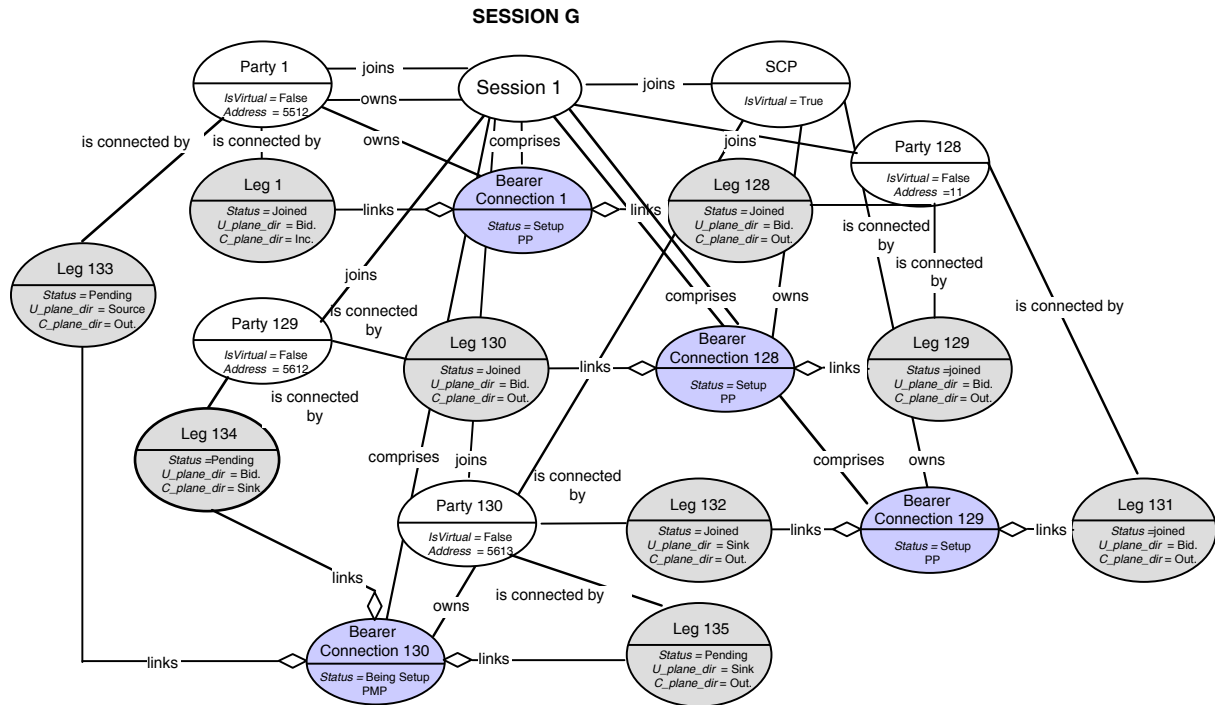 SESSION G
Party 1
IsVirtual = False
Address = 5512
joins
owns
owns
Session 1
joins
SCP
IsVirtual = True
is connected by
is connected by
comprises
joins
Party 128
IsVirtual = False
Address =11
Leg 1
Status = Joined
U_plane_dir = Bid.
C_plane_dir = Inc.
links
Bearer
Connection 1
Status = Setup
PP
links
Leg 128
Status = Joined
U_plane_dir = Bid.
C_plane_dir = Out.
is connected
by
is connected
by
Leg 133
Status = Pending
U_plane_dir = Source
C_plane_dir = Out.
joins
comprises
owns
is connected by
Party 129
IsVirtual = False
Address = 5612
is connected
by
Leg 130
Status = Joined
U_plane_dir = Bid.
C_plane_dir = Out.
links
Bearer
Connection 128
Status = Setup
PP
links
Leg 129
Status =joined
U_plane_dir = Bid.
C_plane_dir = Out.
is connected
by
Leg 134
Status =Pending
U_plane_dir = Bid.
C_plane_dir = Sink
comprises
joins
is connected
by
comprises
owns
Party 130
IsVirtual = False
Address = 5613
Leg 132
Status = Joined
U_plane_dir = Sink
C_plane_dir = Out.
links
Bearer
Connection 129
Status = Setup
PP
links
Leg 131
Status =joined
U_plane_dir = Bid.
C_plane_dir = Out.
links
owns
is connected by
links
Bearer
Connection 130
Status = Being Setup
PMP
links
Leg 135
Status = Pending
U_plane_dir = Sink
C_plane_dir = Out.